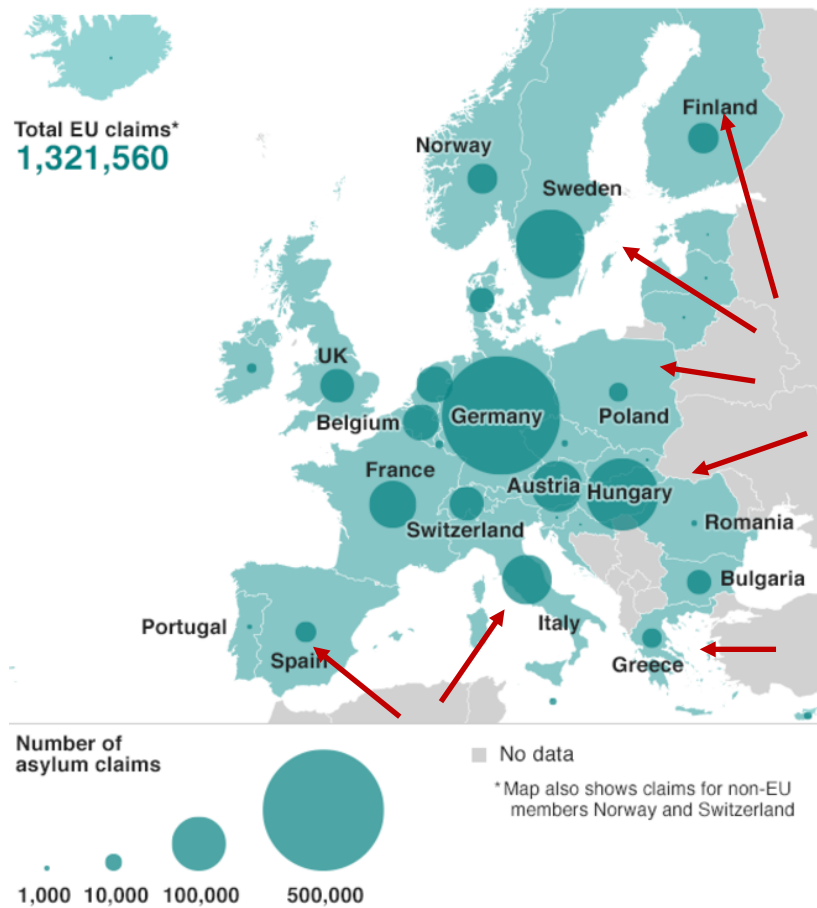 Total EU claims*
1,321,560
Finland
Norway
Sweden
UK
Belgium
Germany
Poland
France
Austria
Hungary
Switzerland
Romania
Bulgaria
Portugal
Italy
Spain
Greece
Number of
asylum claims
1,000
10,000
100,000
500,000
No data
*Map also shows claims for non-EU
members Norway and Switzerland